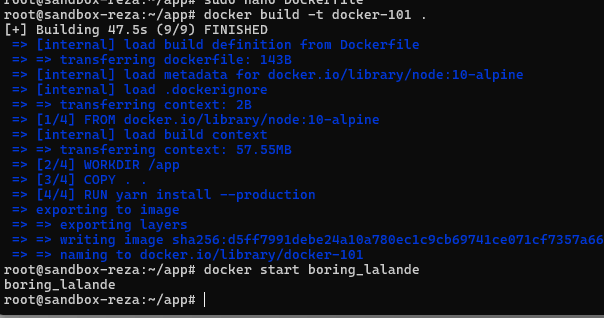 root@sandbox-reza:~/app# sudo nano Dockerfile
root@sandbox-reza:~/app# docker build -t docker-101 .
[+] Building 47.5s (9/9) FINISHED
=> [internal] load build definition from Dockerfile
=> => transferring dockerfile: 143B
=> [internal] load metadata for docker.io/library/node:10-alpine
=> [internal] load .dockerignore
=> => transferring context: 2B
=> [1/4] FROM docker.io/library/node:10-alpine
=> [internal] load build context
=> => transferring context: 57.55MB
=> [2/4] WORKDIR /app
=> [3/4] COPY . .
=> [4/4] RUN yarn install --production
=> exporting to image
=> => exporting layers
=> => writing image sha256:d5ff7991debe24a10a780ec1c9cb69741ce071cf7357a66
=> => naming to docker.io/library/docker-101
root@sandbox-reza:~/app# docker start boring_lalande
boring_lalande
root@sandbox-reza:~/app#